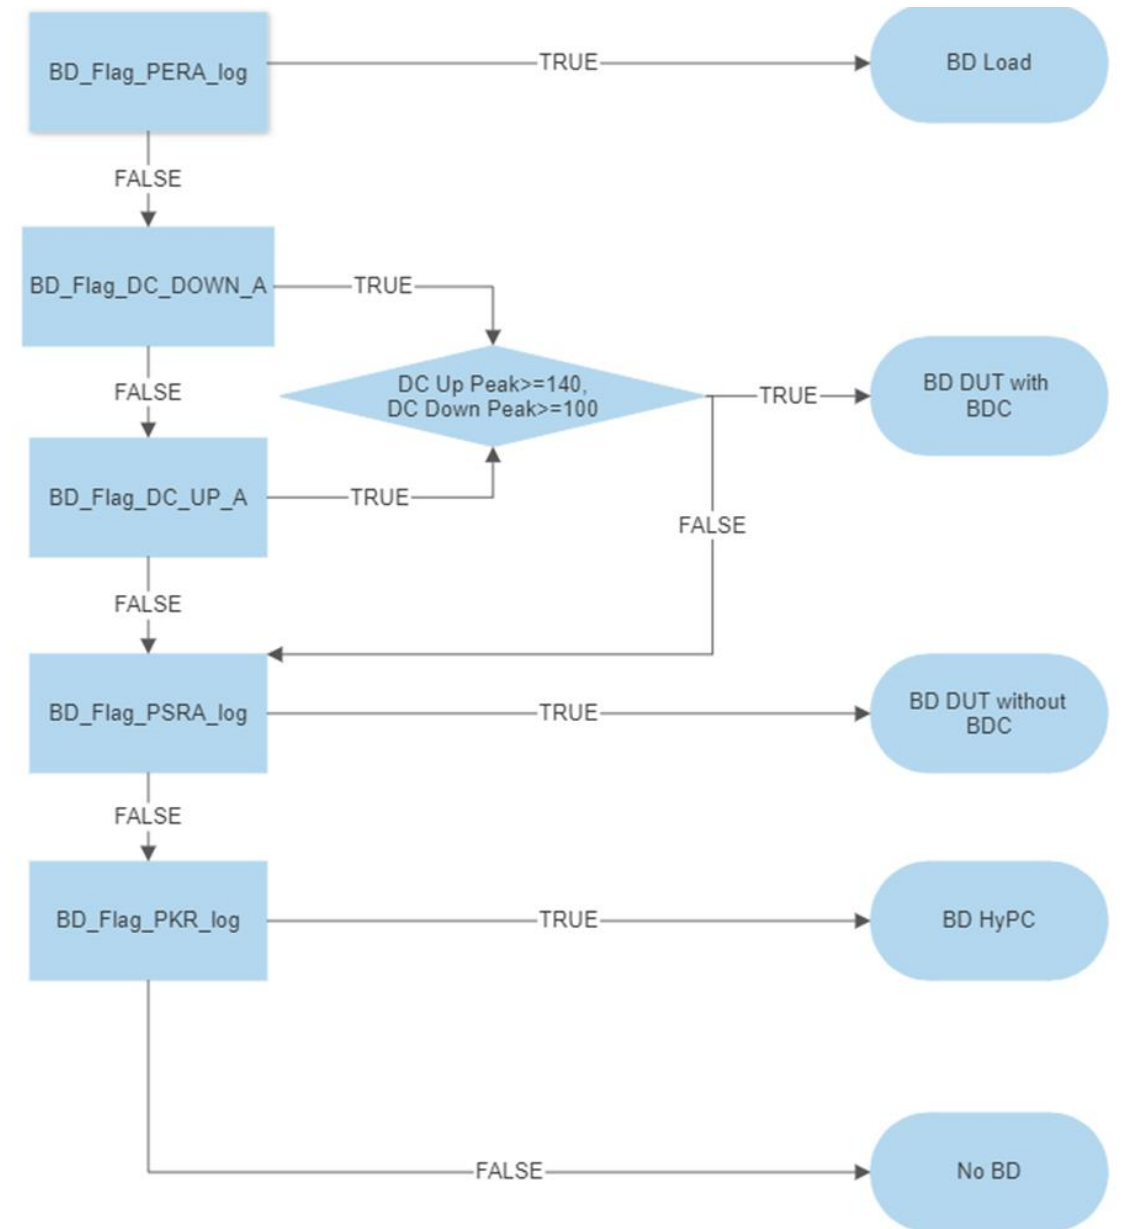 BD_Flag_PERA_log
TRUE
BD Load
FALSE
BD_Flag_DC_DOWN_A
TRUE
DC Up Peak>=140,
DC Down Peak>=100
TRUE
BD DUT with
BDC
FALSE
BD_Flag_DC_UP_A
TRUE
FALSE
FALSE
BD_Flag_PSRA_log
TRUE
BD DUT without
BDC
FALSE
BD_Flag_PKR_log
TRUE
BD HyPC
FALSE
No BD